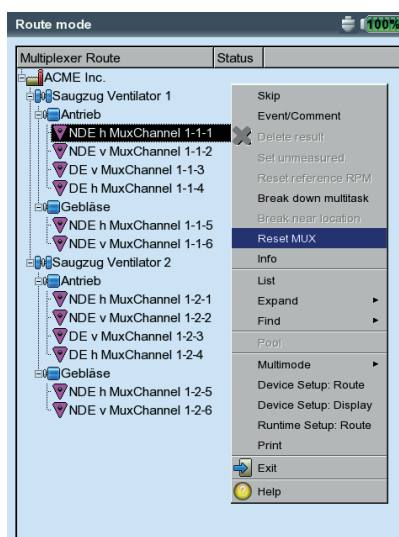 Route mode 100%
Multiplexer Route Status
ACME Inc.
Saugzug Ventilator 1
Antrieb
NDE h MuxChannel 1-1-1
NDE v MuxChannel 1-1-2
DE v MuxChannel 1-1-3
DE h MuxChannel 1-1-4
Gebläse
NDE h MuxChannel 1-1-5
NDE v MuxChannel 1-1-6
Saugzug Ventilator 2
Antrieb
NDE h MuxChannel 1-2-1
NDE v MuxChannel 1-2-2
DE v MuxChannel 1-2-3
DE h MuxChannel 1-2-4
Gebläse
NDE h MuxChannel 1-2-5
NDE v MuxChannel 1-2-6
Skip
Event/Comment
Delete result
Set unmeasured
Reset reference RPM
Break down multitask
Break near location
Reset MUX
Info
List
Expand
Find
Pool
Multimode
Device Setup: Route
Device Setup: Display
Runtime Setup: Route
Print
Exit
? Help